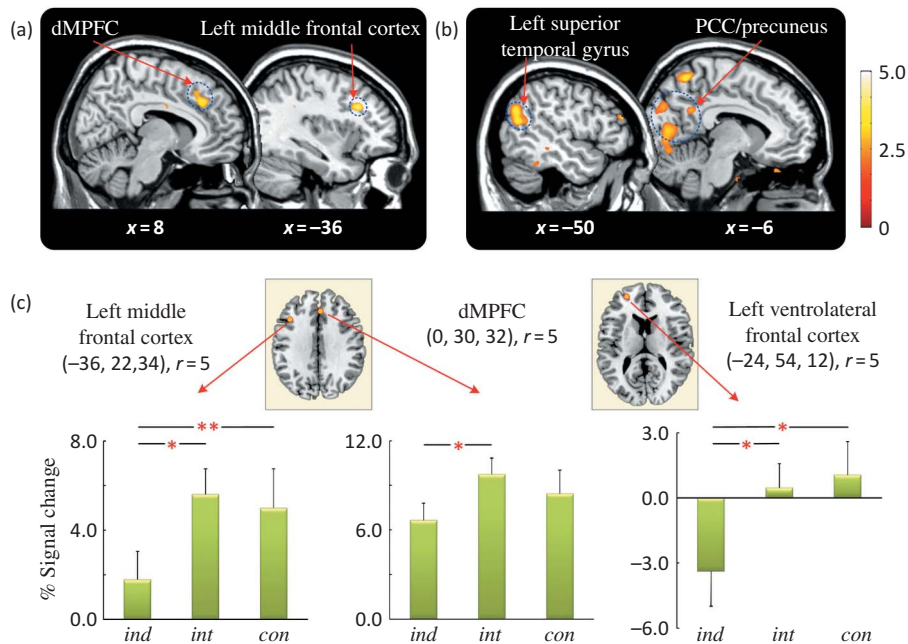 (a)
dMPFC
Left middle frontal cortex
x = 8
x = –36
(b)
Left superior
temporal gyrus
PCC/precuneus
x = –50
x = –6
5.0
2.5
0
(c)
Left middle
frontal cortex
(–36, 22,34), r = 5
dMPFC
(0, 30, 32), r = 5
Left ventrolateral
frontal cortex
(–24, 54, 12), r = 5
% Signal change
8.0
4.0
0.0
**
*
ind int con
12.0
6.0
0.0
*
ind int con
3.0
0.0
–3.0
–6.0
*
*
ind int con